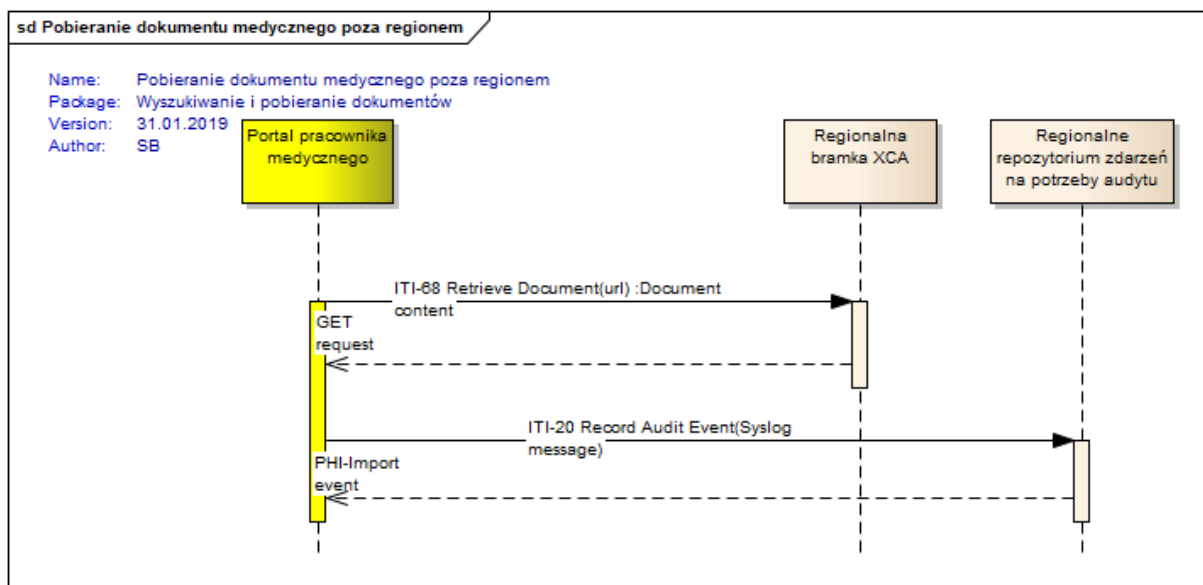 sd Pobieranie dokumentu medycznego poza regionem
Name: Pobieranie dokumentu medycznego poza regionem
Package: Wyszukiwanie i pobieranie dokumentów
Version: 31.01.2019
Author: SB
Portal pracownika
medycznego
Regionalna
bramka XCA
Regionalne
repozytorium zdarzeń
na potrzeby audytu
ITI-68 Retrieve Document(url) :Document
content
GET
request
ITI-20 Record Audit Event(Syslog
message)
PHI-Import
event